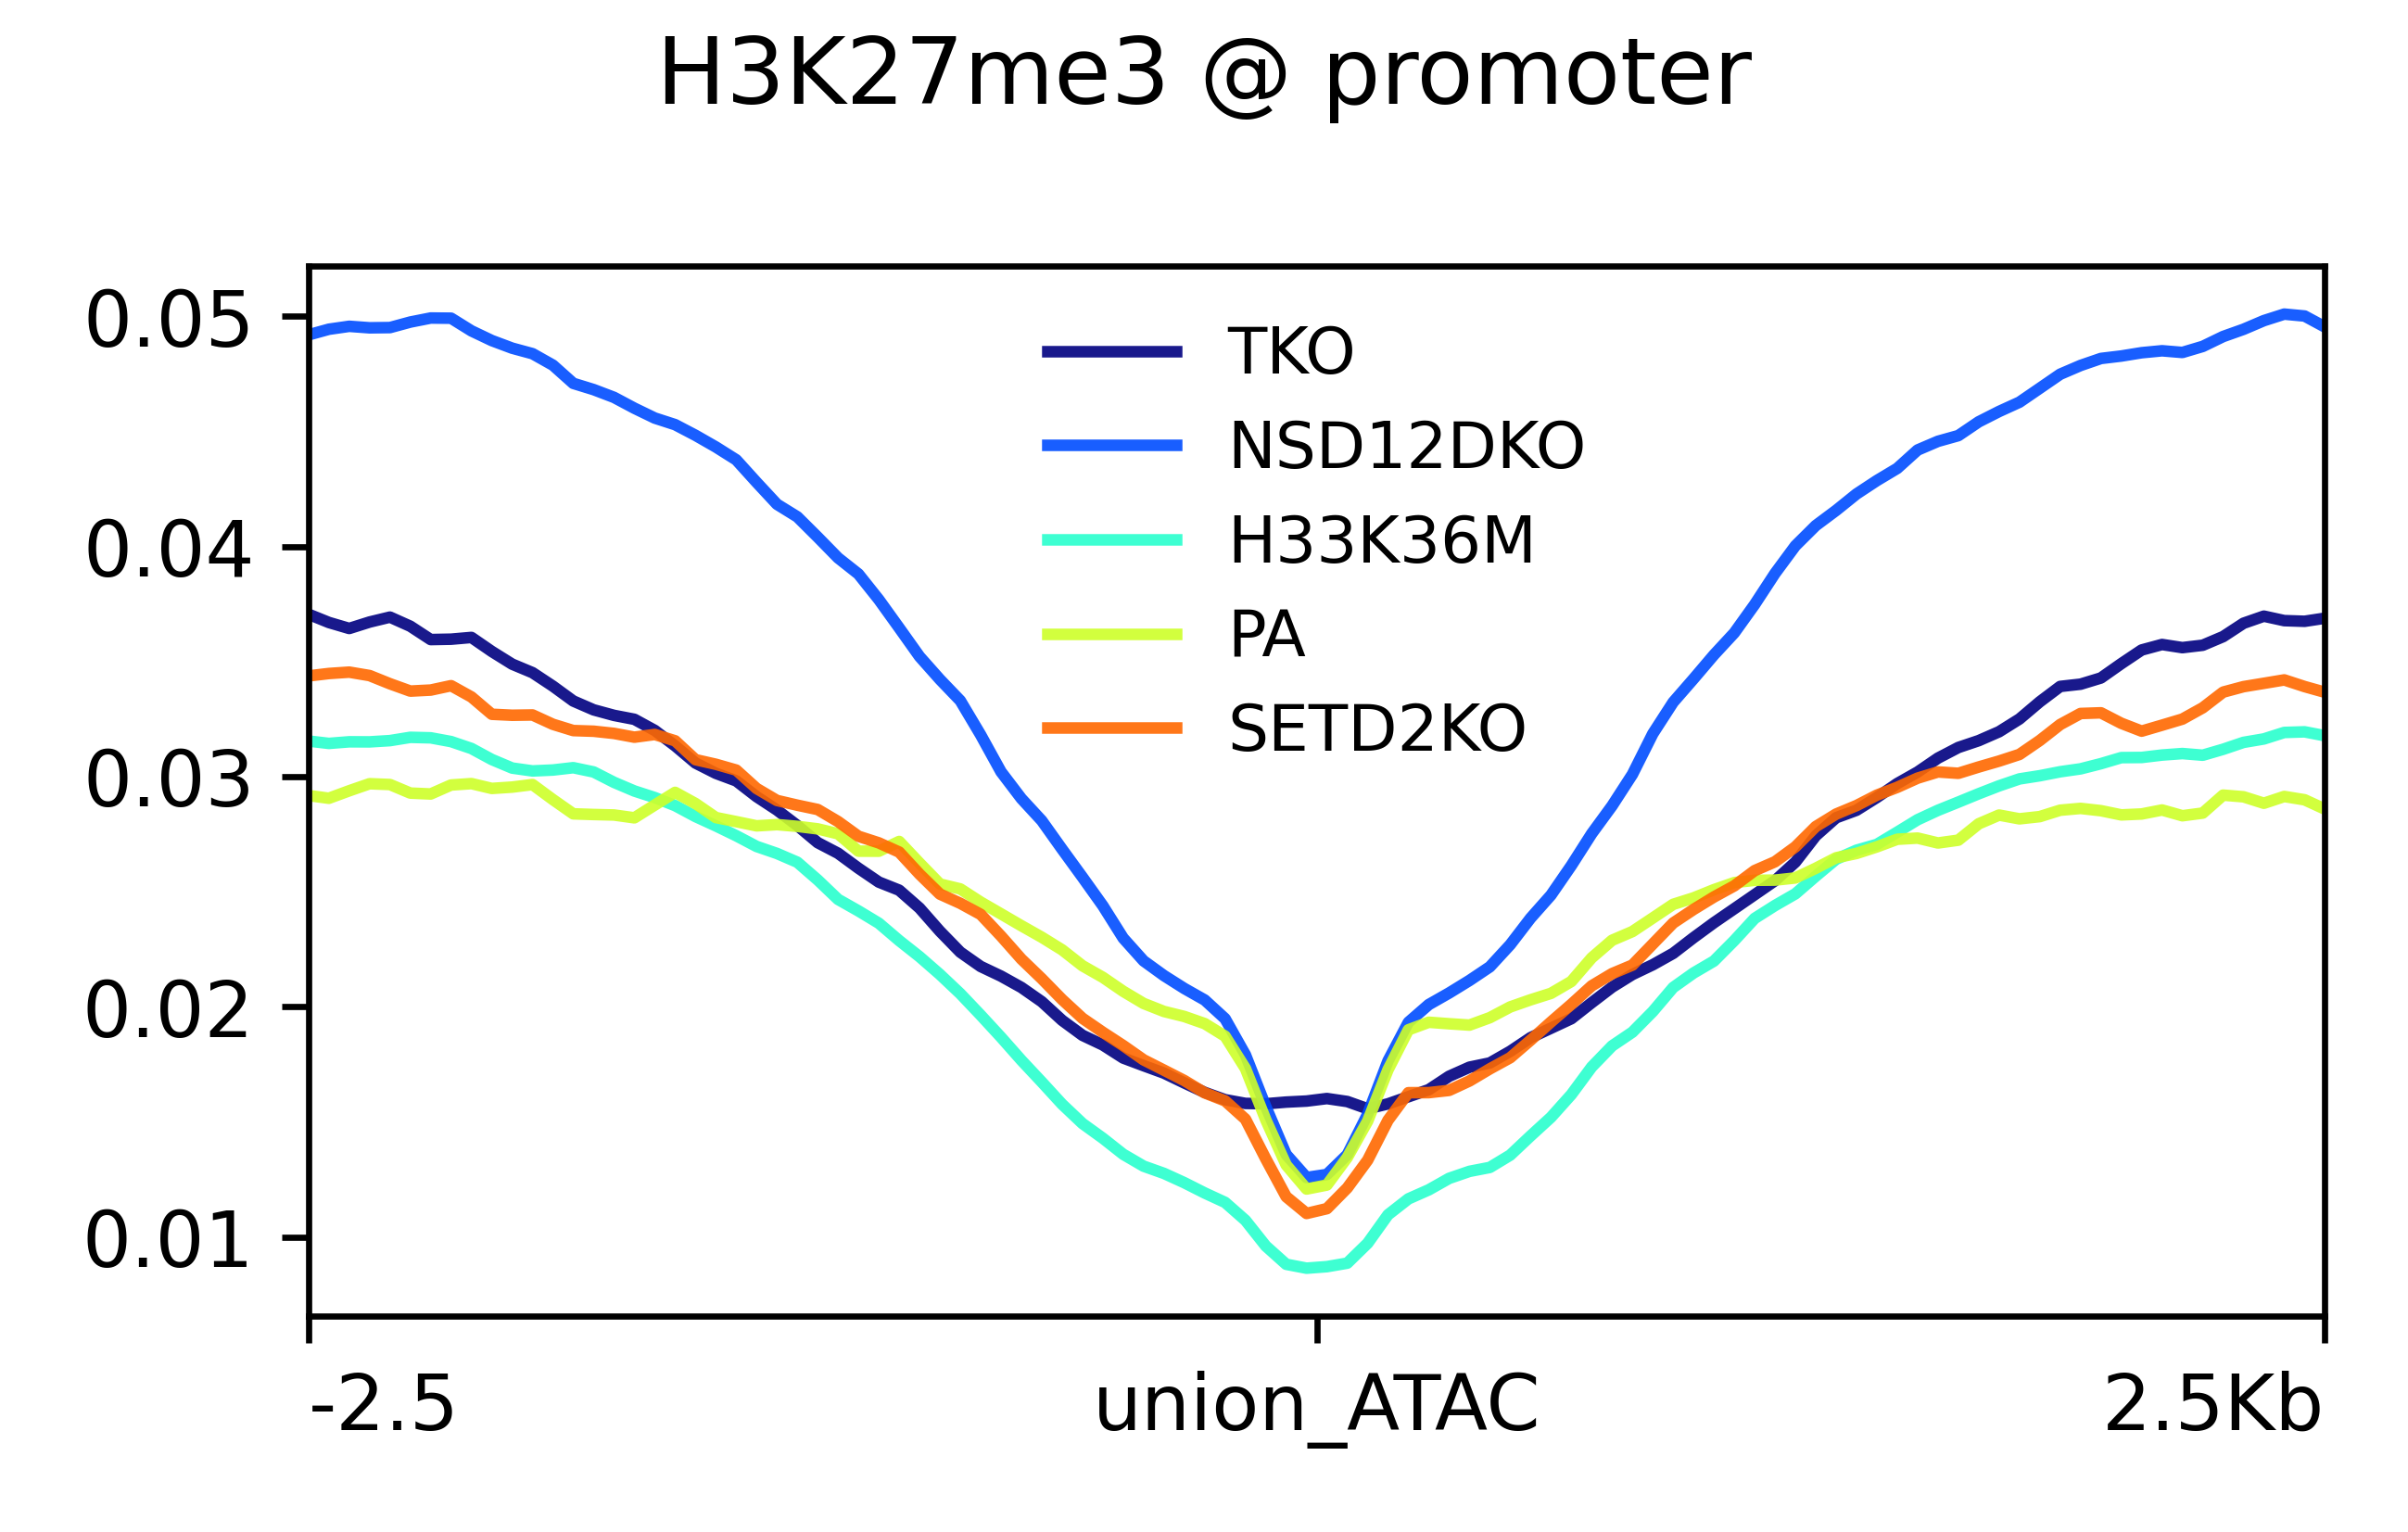 H3K27me3 @ promoter
0.05
0.04
0.03
0.02
0.01
TKO
NSD12DKO
H33K36M
PA
SETD2KO
-2.5 union_ATAC 2.5Kb